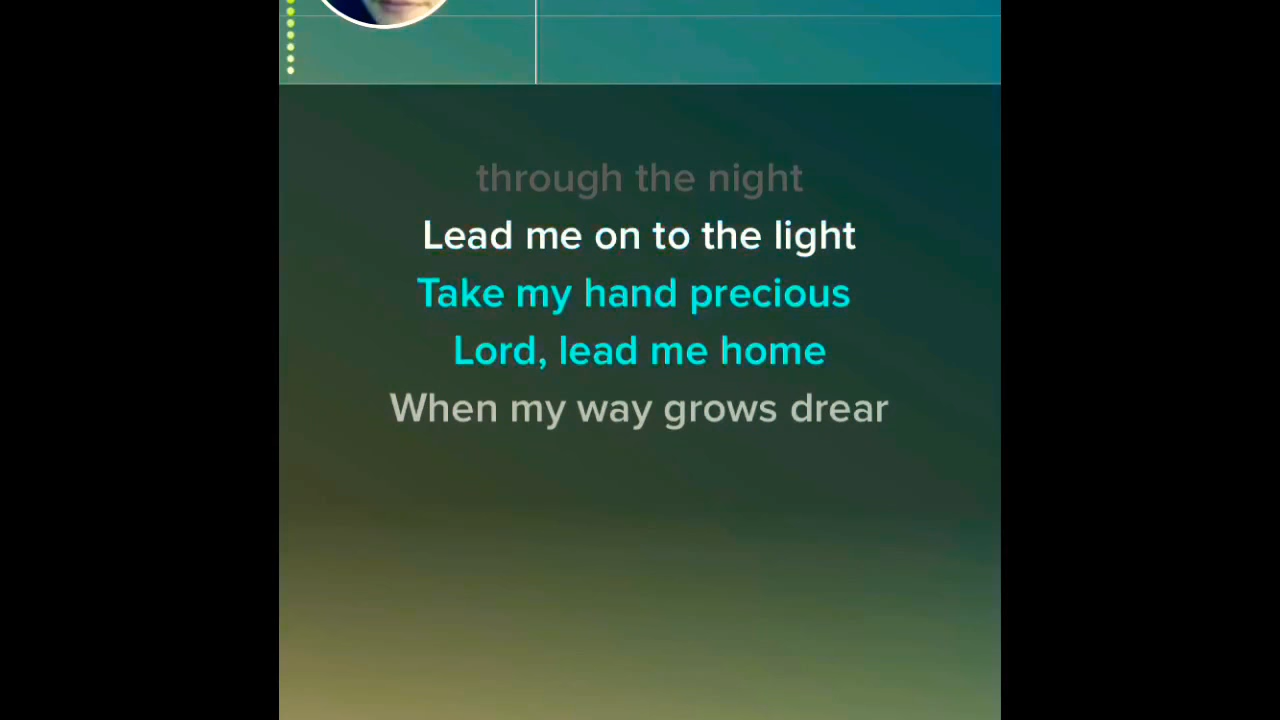 through the night
Lead me on to the light
Take my hand precious
Lord, lead me home
When my way grows drear